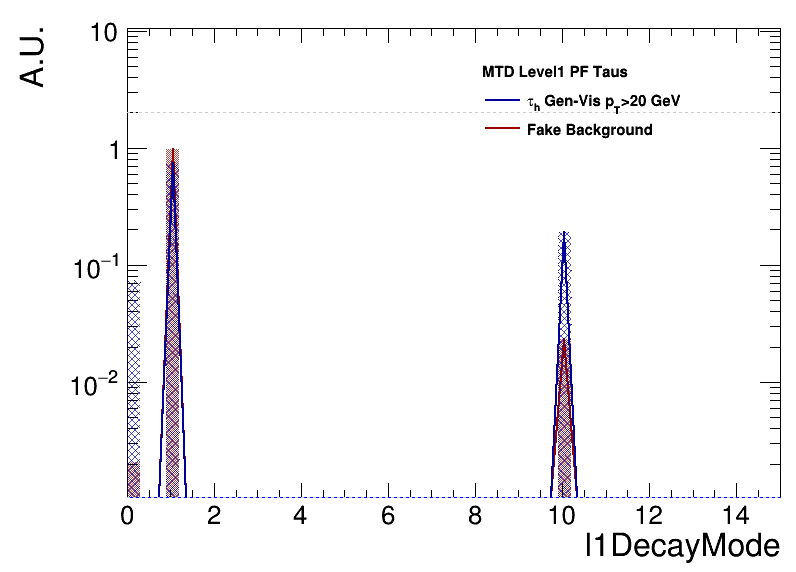 A.U.
10
MTD Level1 PF Taus
τh Gen-Vis pT>20 GeV
Fake Background
1
10−1
10−2
0 2 4 6 8 10 12 14
l1DecayMode